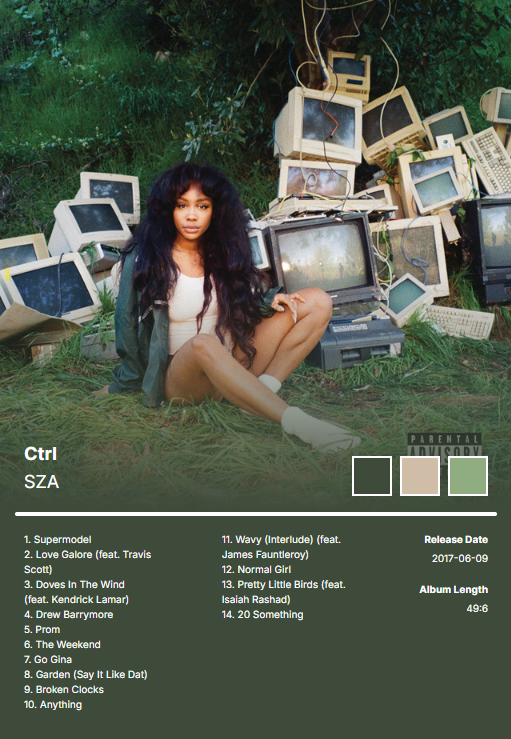 PARENTAL
ADVISORY
Ctrl
SZA
1. Supermodel
2. Love Galore (feat. Travis
Scott)
3. Doves In The Wind
(feat. Kendrick Lamar)
4. Drew Barrymore
5. Prom
6. The Weekend
7. Go Gina
8. Garden (Say It Like Dat)
9. Broken Clocks
10. Anything
11. Wavy (Interlude) (feat.
James Fauntleroy)
12. Normal Girl
13. Pretty Little Birds (feat.
Isaiah Rashad)
14. 20 Something
Release Date
2017-06-09
Album Length
49:6